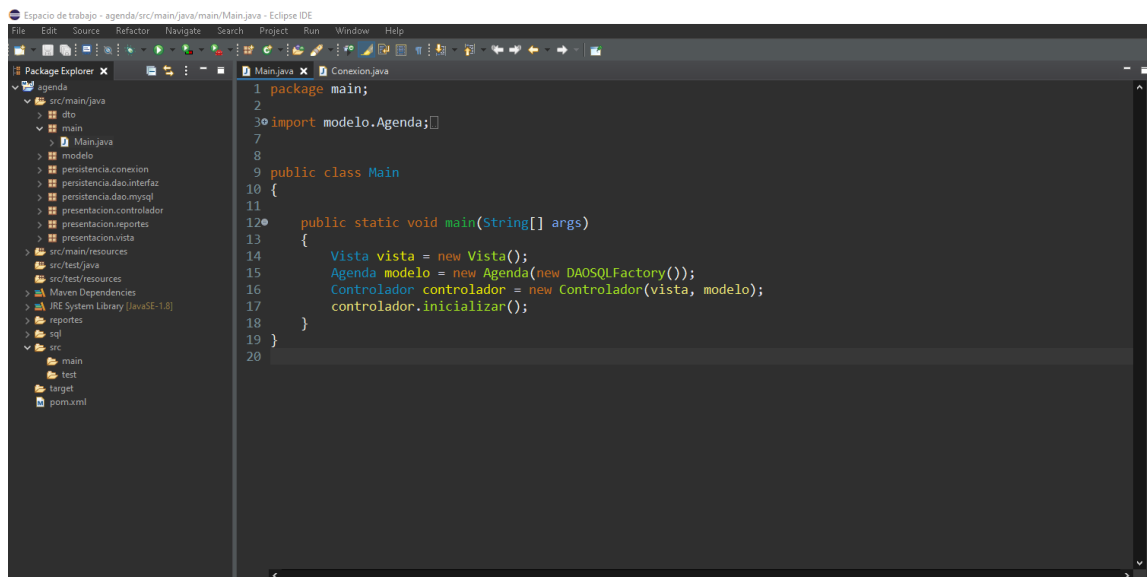 Espacio de trabajo - agenda/src/main/java/main/Main.java - Eclipse IDE
File Edit Source Refactor Navigate Search Project Run Window Help
Package Explorer
agenda
src/main/java
dto
main
Main.java
modelo
persistencia.conexion
persistencia.dao.interfaz
persistencia.dao.mysql
presentacion.controlador
presentacion.reportes
presentacion.vista
src/main/resources
src/test/java
src/test/resources
Maven Dependencies
JRE System Library [JavaSE-1.8]
reportes
sql
src
main
test
target
pom.xml
Main.java Conexion.java
1 package main;
2
3 import modelo.Agenda;
7
8
9 public class Main
10 {
11
12 public static void main(String[] args)
13 {
14 Vista vista = new Vista();
15 Agenda modelo = new Agenda(new DAOSQLFactory());
16 Controlador controlador = new Controlador(vista, modelo);
17 controlador.inicializar();
18 }
19 }
20